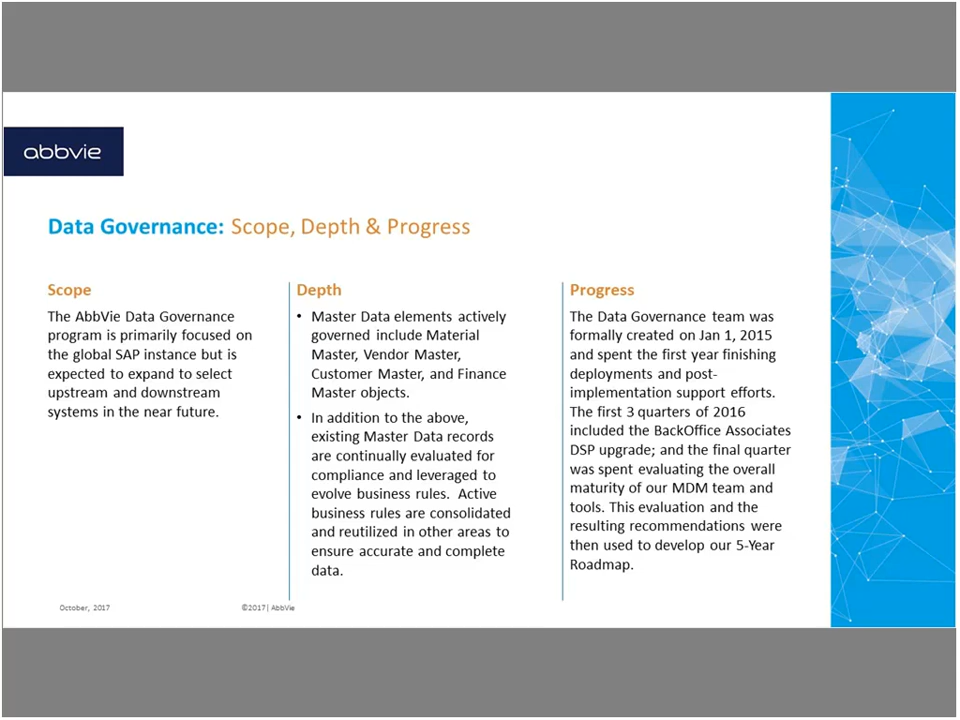 abbvie
Data Governance: Scope, Depth & Progress
Scope
The AbbVie Data Governance
program is primarily focused on
the global SAP instance but is
expected to expand to select
upstream and downstream
systems in the near future.
Depth
• Master Data elements actively
governed include Material
Master, Vendor Master,
Customer Master, and Finance
Master objects.
• In addition to the above,
existing Master Data records
are continually evaluated for
compliance and leveraged to
evolve business rules. Active
business rules are consolidated
and reutilized in other areas to
ensure accurate and complete
data.
Progress
The Data Governance team was
formally created on Jan 1, 2015
and spent the first year finishing
deployments and post-
implementation support efforts.
The first 3 quarters of 2016
included the BackOffice Associates
DSP upgrade; and the final quarter
was spent evaluating the overall
maturity of our MDM team and
tools. This evaluation and the
resulting recommendations were
then used to develop our 5-Year
Roadmap.
October, 2017
©2017| AbbVie